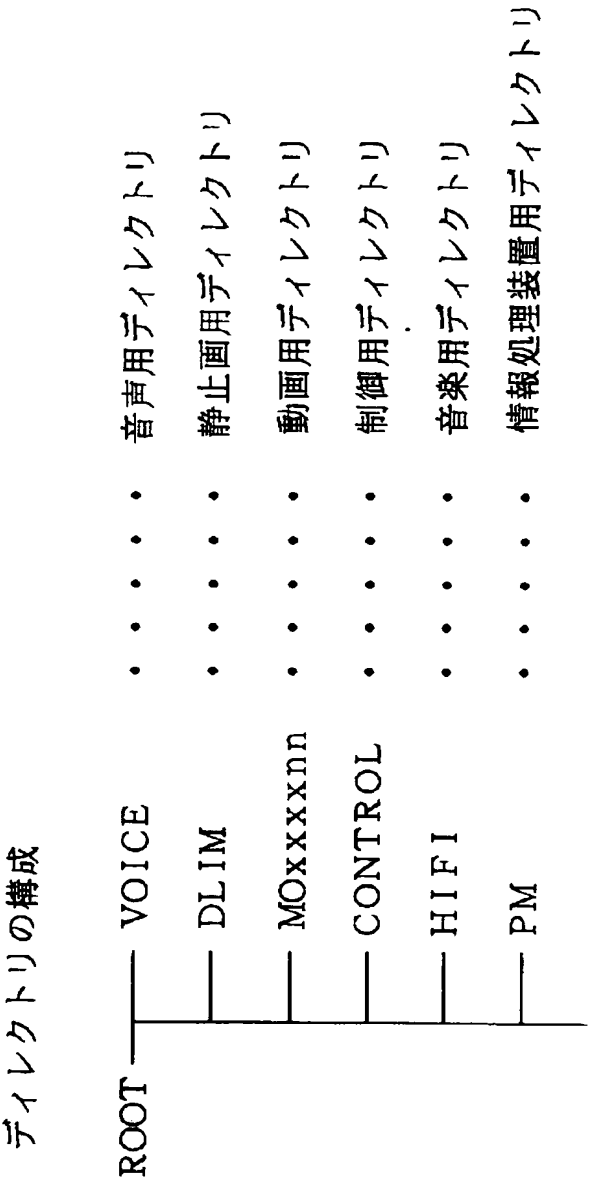 ディレクトリの構成
ROOT VOICE ・・・・・ 音声用ディレクトリ
DLIM ・・・・・ 静止画用ディレクトリ
MOxxxxnn ・・・・・ 動画用ディレクトリ
CONTROL ・・・・・ 制御用ディレクトリ
HIFI ・・・・・ 音楽用ディレクトリ
PM ・・・・・ 情報処理装置用ディレクトリ